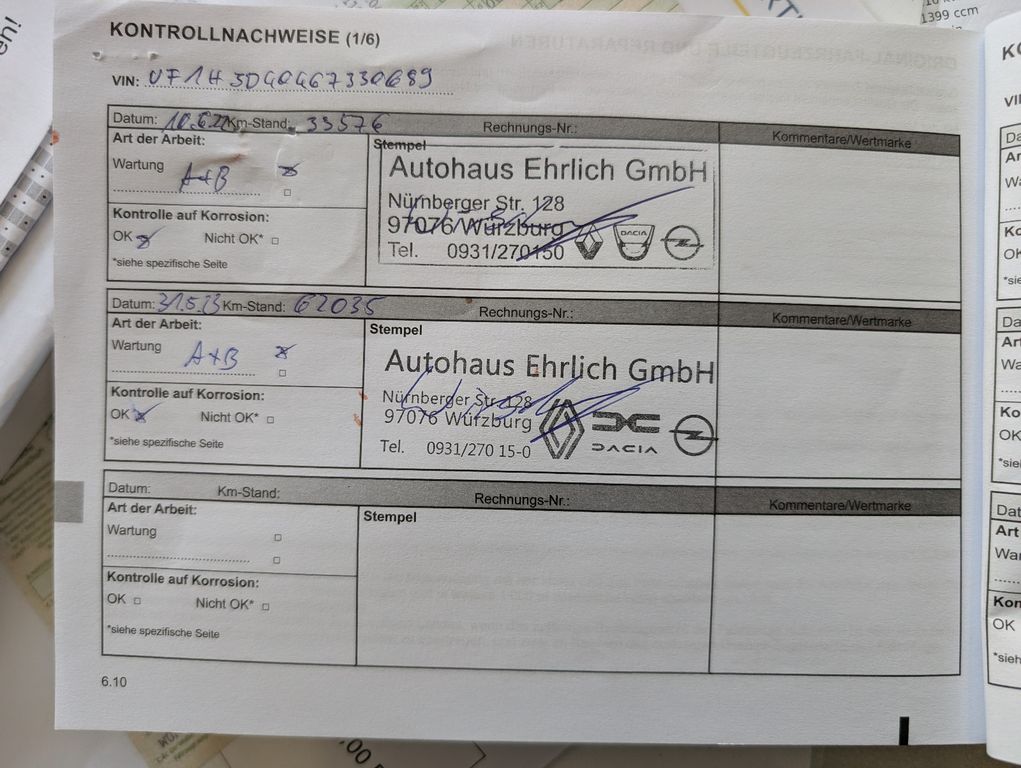 en!
1399 ccm
KONTROLLNACHWEISE (1/6)
VIN: VF1HJD40467330689
Datum: 10.6.22 Km-Stand: 33576 Rechnungs-Nr.: Kommentare/Wertmarke
Art der Arbeit:
Wartung
A+B
Kontrolle auf Korrosion:
OK Nicht OK*
*siehe spezifische Seite
Stempel
Autohaus Ehrlich GmbH
Nürnberger Str. 128
97076 Würzburg
DACIA
Tel. 0931/270150
Datum: 31.5.23 Km-Stand: 62035 Rechnungs-Nr.: Kommentare/Wertmarke
Art der Arbeit:
Wartung
A+B
Kontrolle auf Korrosion:
OK Nicht OK*
*siehe spezifische Seite
Stempel
Autohaus Ehrlich GmbH
Nürnberger Str. 128
97076 Würzburg
DACIA
Tel. 0931/270 15-0
Datum: Km-Stand: Rechnungs-Nr.: Kommentare/Wertmarke
Art der Arbeit:
Wartung
Kontrolle auf Korrosion:
OK Nicht OK*
*siehe spezifische Seite
Stempel
6.10